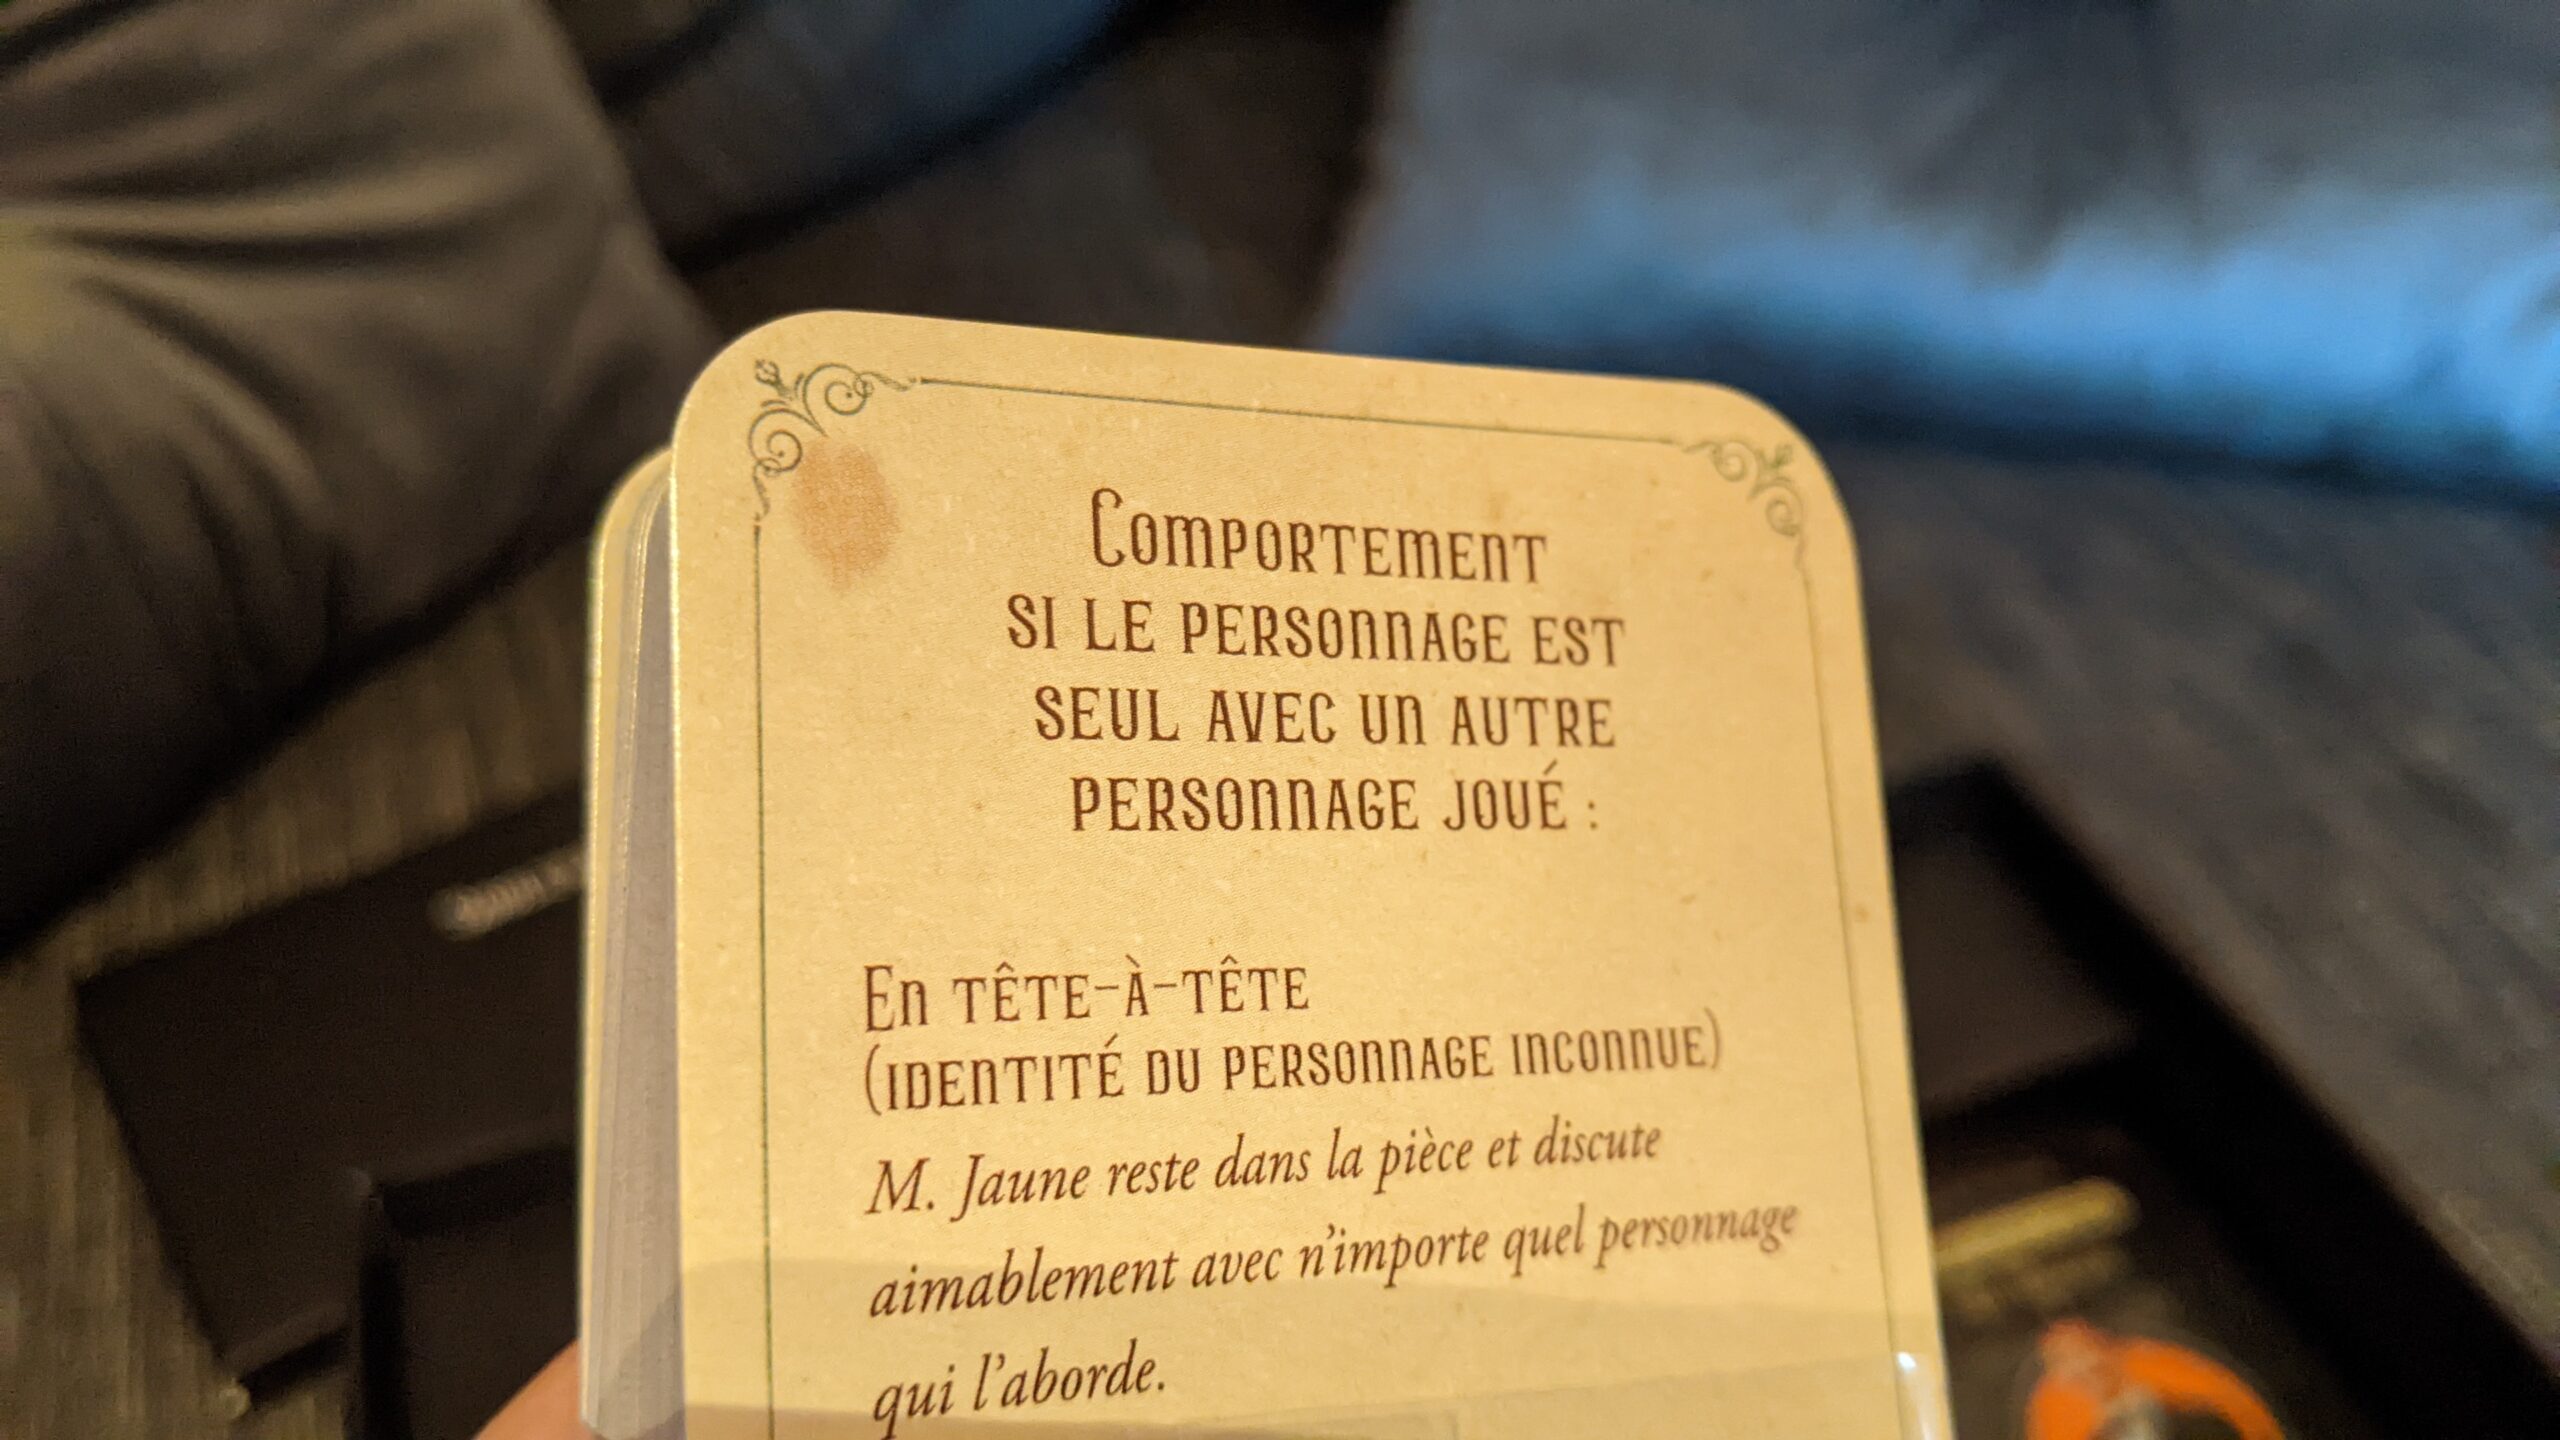 Comportement
si le personnage est
seul avec un autre
personnage joué :
En tête-à-tête
(identité du personnage inconnue)
M. Jaune reste dans la pièce et discute
aimablement avec n'importe quel personnage
qui l'aborde.